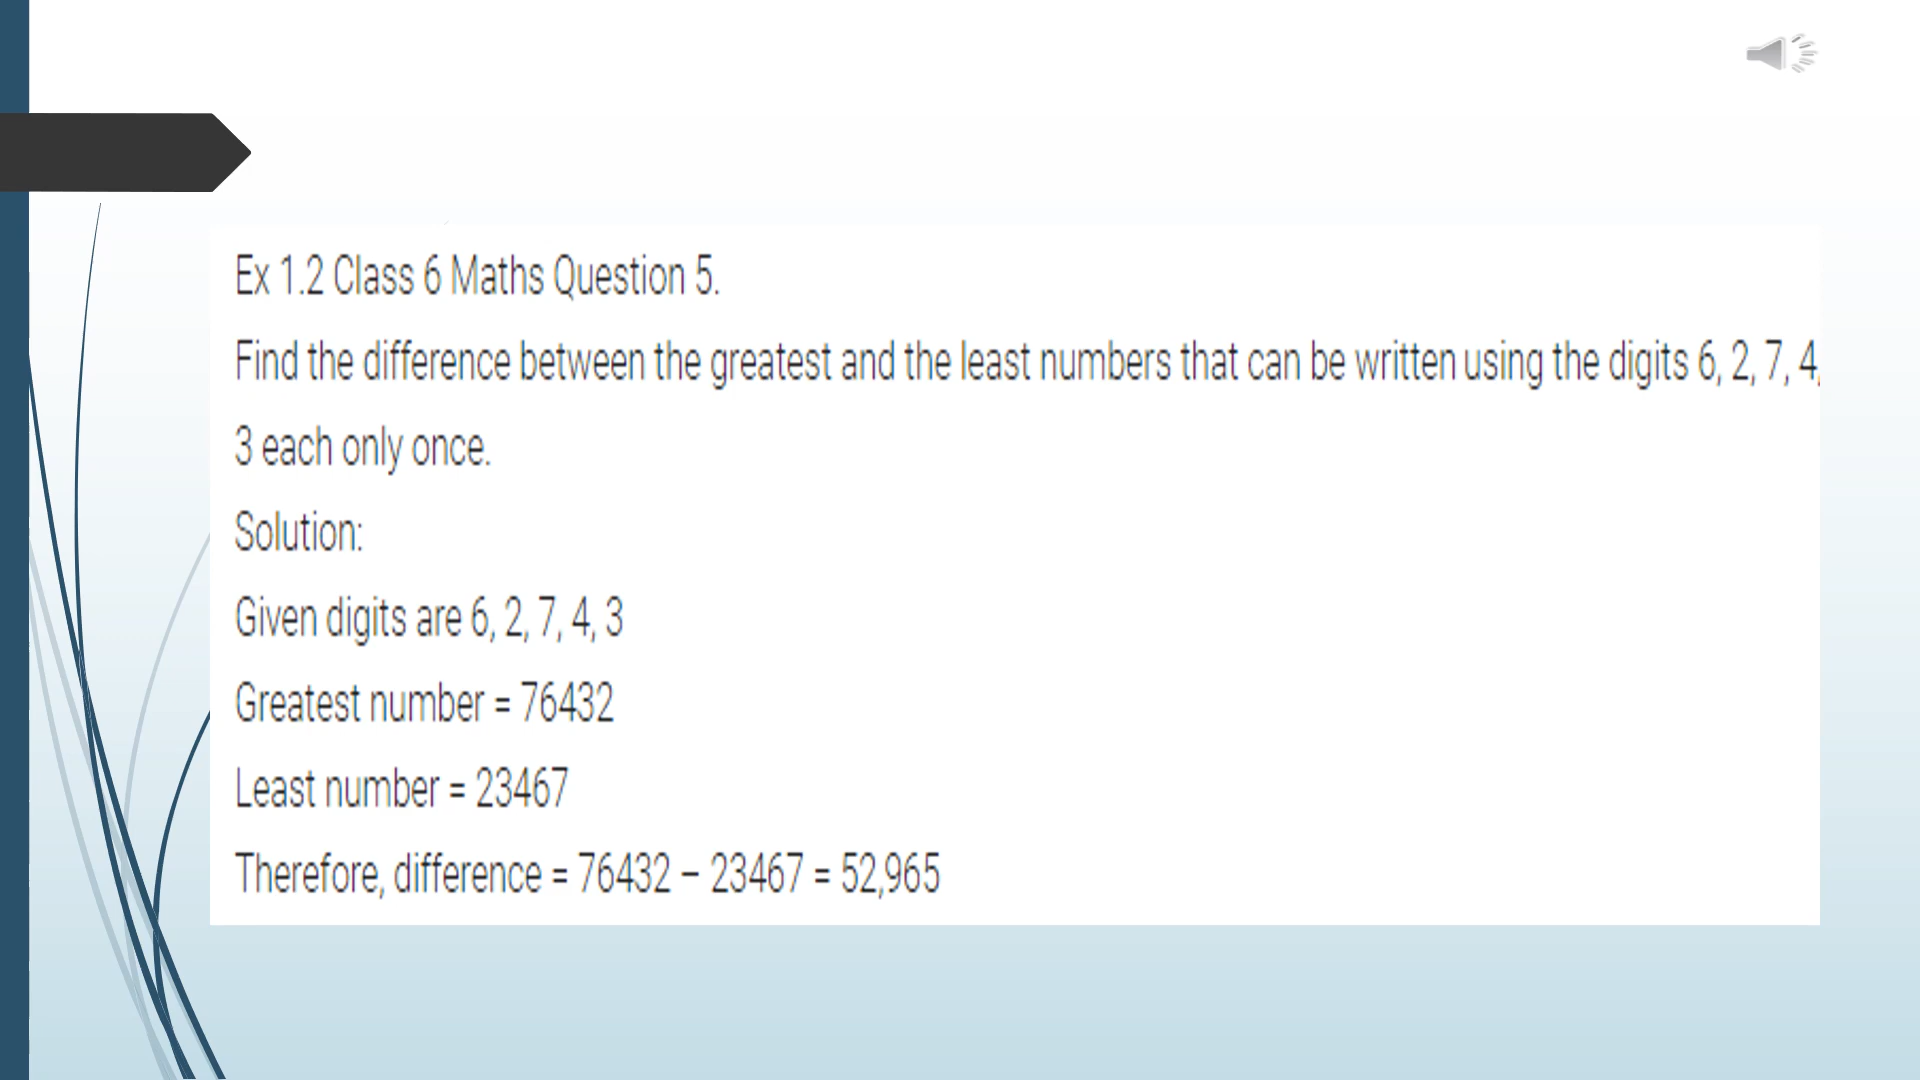 Ex 1.2 Class 6 Maths Question 5.
Find the difference between the greatest and the least numbers that can be written using the digits 6, 2, 7, 4,
3 each only once.
Solution:
Given digits are 6, 2, 7, 4, 3
Greatest number = 76432
Least number = 23467
Therefore, difference = 76432 – 23467 = 52,965